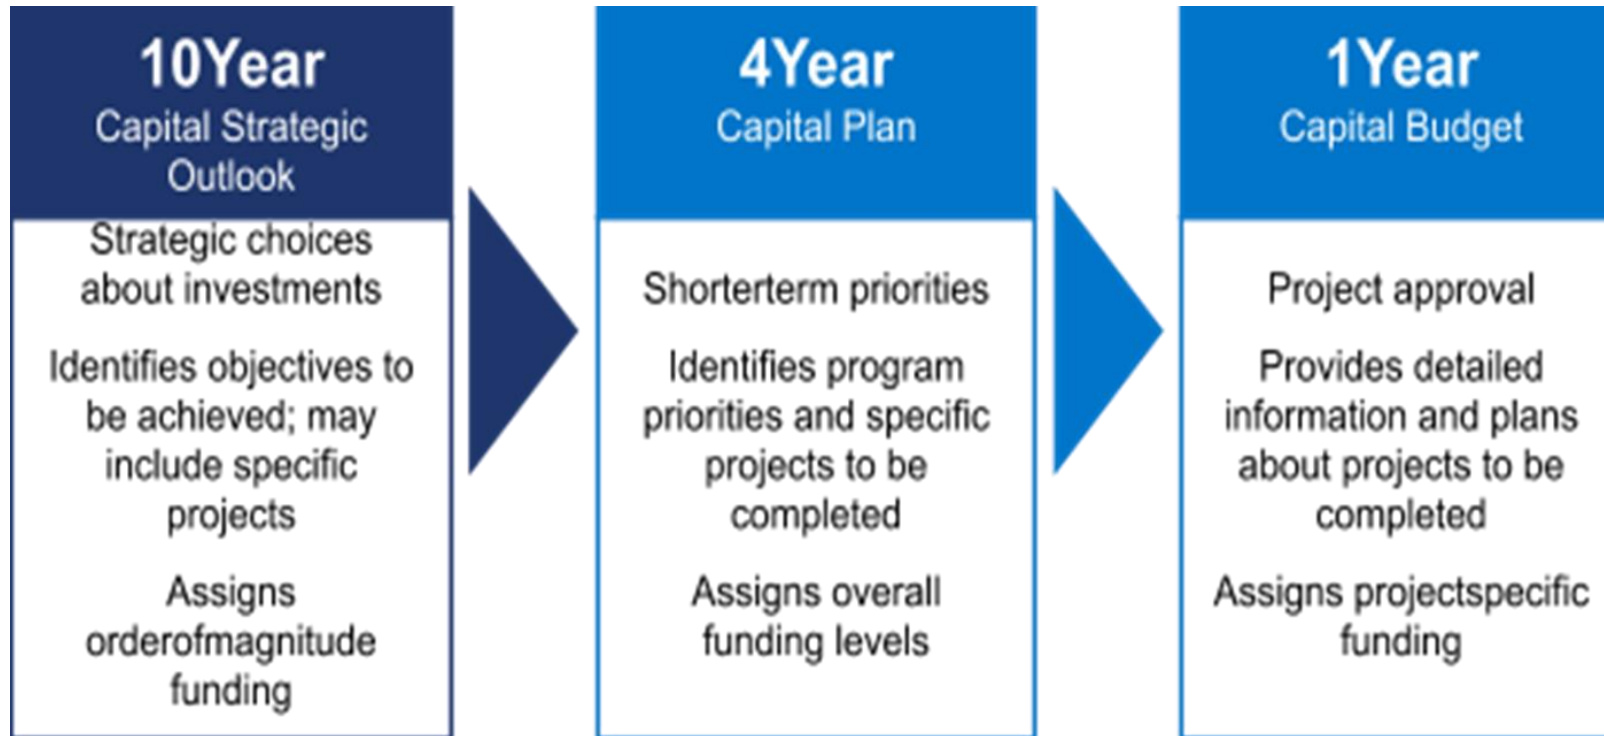 10Year
Capital Strategic
Outlook
Strategic choices
about investments
Identifies objectives to
be achieved; may
include specific
projects
Assigns
orderofmagnitude
funding
4Year
Capital Plan
Shorterterm priorities
Identifies program
priorities and specific
projects to be
completed
Assigns overall
funding levels
1Year
Capital Budget
Project approval
Provides detailed
information and plans
about projects to be
completed
Assigns projectspecific
funding